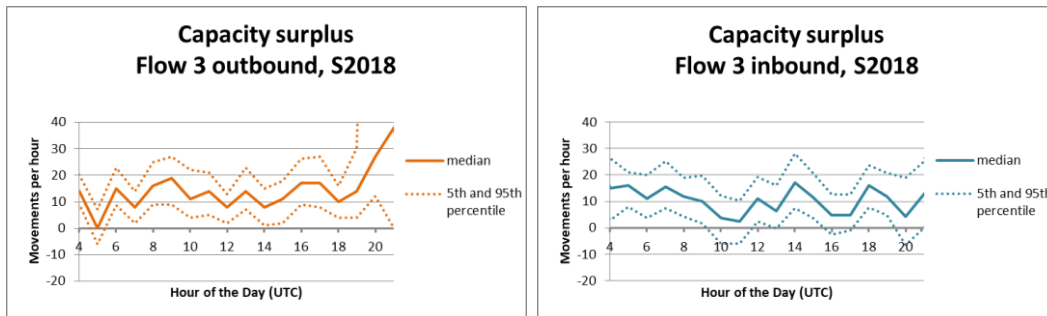 Capacity surplus
Flow 3 outbound, S2018
Movements per hour
40
30
20
10
0
-10
-20
4 6 8 10 12 14 16 18 20
Hour of the Day (UTC)
median
5th and 95th
percentile
Capacity surplus
Flow 3 inbound, S2018
Movements per hour
40
30
20
10
0
-10
-20
4 6 8 10 12 14 16 18 20
Hour of the Day (UTC)
median
5th and 95th
percentile